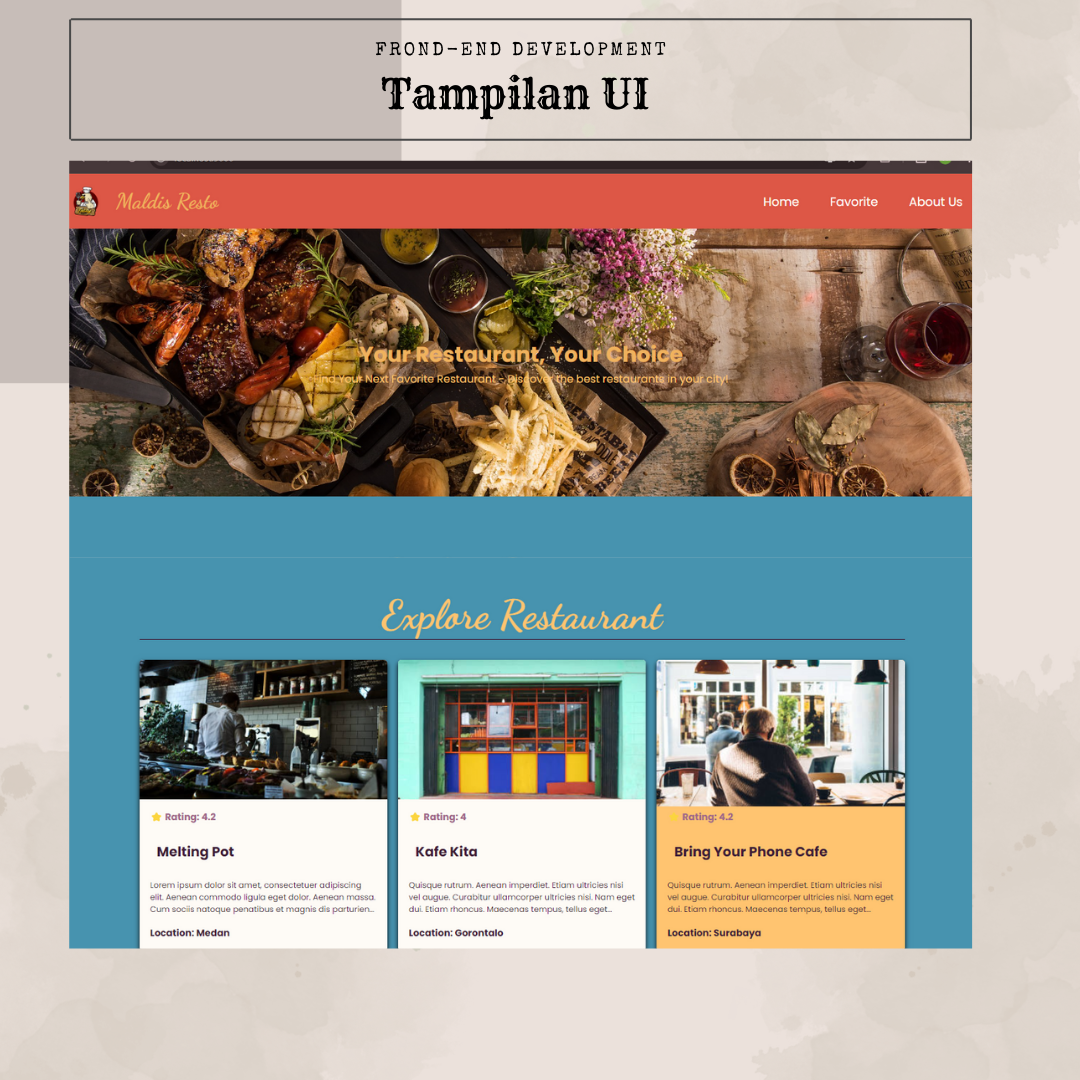 FROND-END DEVELOPMENT
Tampilan UI
Maldis Resto
Home Favorite About Us
Your Restaurant, Your Choice
Find Your Next Favorite Restaurant - Discover the best restaurants in your city!
Explore Restaurant
Rating: 4.2
Melting Pot
Lorem ipsum dolor sit amet, consectetuer adipiscing
elit. Aenean commodo ligula eget dolor. Aenean massa.
Cum sociis natoque penatibus et magnis dis parturien...
Location: Medan
Rating: 4
Kafe Kita
Quisque rutrum. Aenean imperdiet. Etiam ultricies nisi
vel augue. Curabitur ullamcorper ultricies nisi. Nam eget
dui. Etiam rhoncus. Maecenas tempus, tellus eget...
Location: Gorontalo
Rating: 4.2
Bring Your Phone Cafe
Quisque rutrum. Aenean imperdiet. Etiam ultricies nisi
vel augue. Curabitur ullamcorper ultricies nisi. Nam eget
dui. Etiam rhoncus. Maecenas tempus, tellus eget...
Location: Surabaya